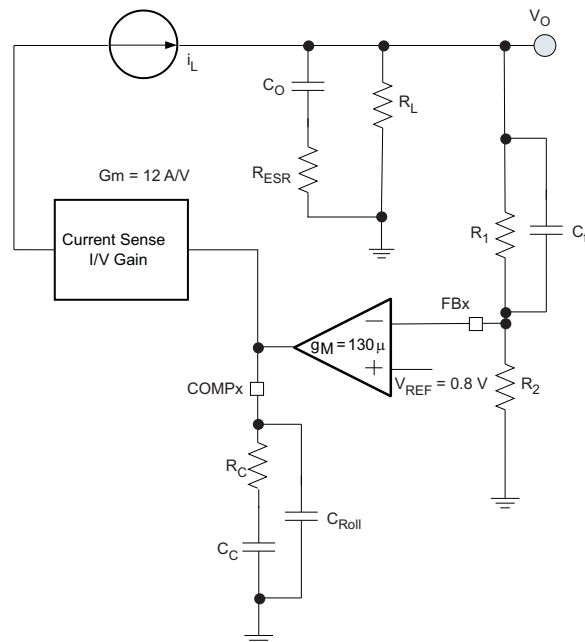 V_O
i_L
C_O
R_L
Gm = 12 A/V
R_ESR
Current Sense
I/V Gain
R_1
FBx
g_M = 130 µ
COMPx
V_REF = 0.8 V
R_2
R_C
C_Roll
C_C